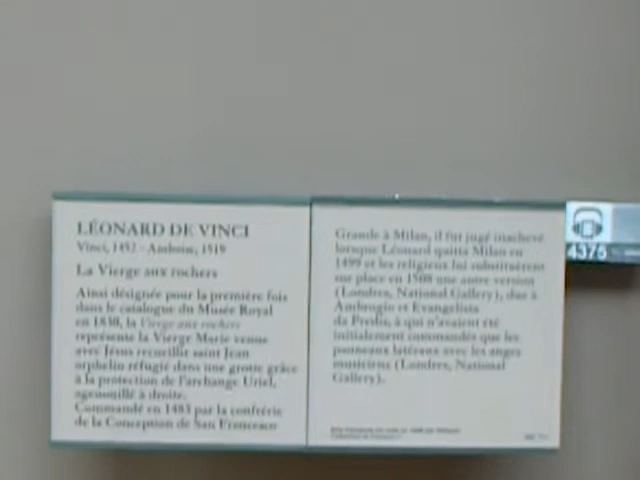 LÉONARD DE VINCI
Vinci, 1452 - Amboise, 1519
La Vierge aux rochers
Ainsi désignée pour la première fois
dans le catalogue du Musée Royal
en 1830, la Vierge aux rochers
représente la Vierge Marie venue
avec Jésus recueillir saint Jean
orphelin réfugié dans une grotte grâce
à la protection de l'archange Uriel,
agenouillé à droite.
Commandé en 1483 par la confrérie
de la Conception de San Francesco
Grande à Milan, il fut jugé inachevé
lorsque Léonard quitta Milan en
1499 et les religieux lui substituèrent
sur place en 1508 une autre version
(Londres, National Gallery), due à
Ambrogio et Evangelista
da Predis, à qui n'avaient été
initialement commandés que les
panneaux latéraux avec les anges
musiciens (Londres, National
Gallery).
4375